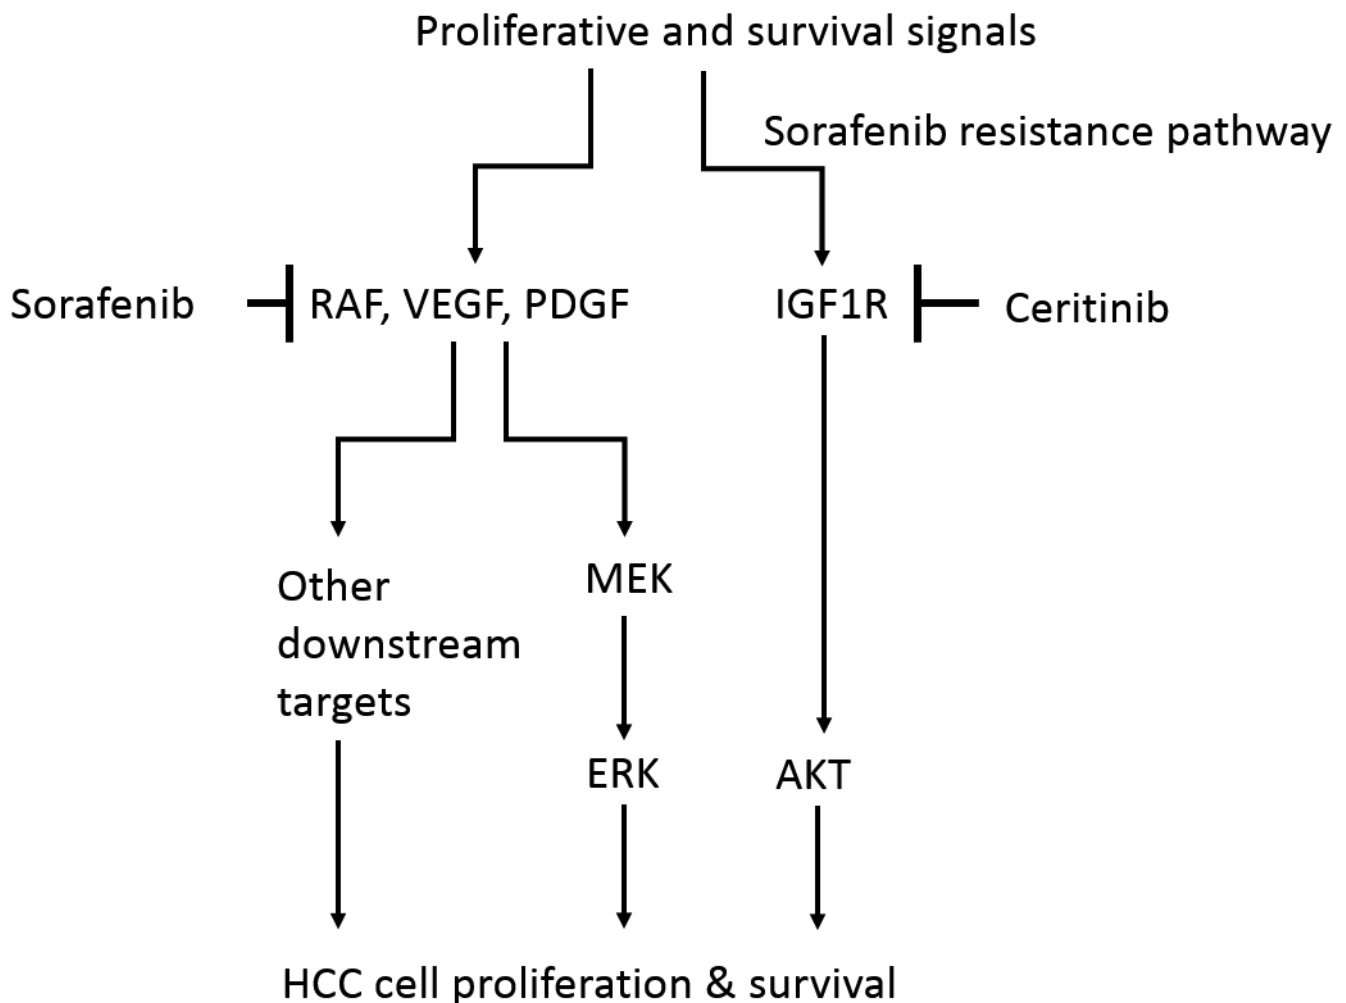 Proliferative and survival signals
Sorafenib resistance pathway
Sorafenib
RAF, VEGF, PDGF
IGF1R
Ceritinib
Other
downstream
targets
MEK
ERK
AKT
HCC cell proliferation & survival